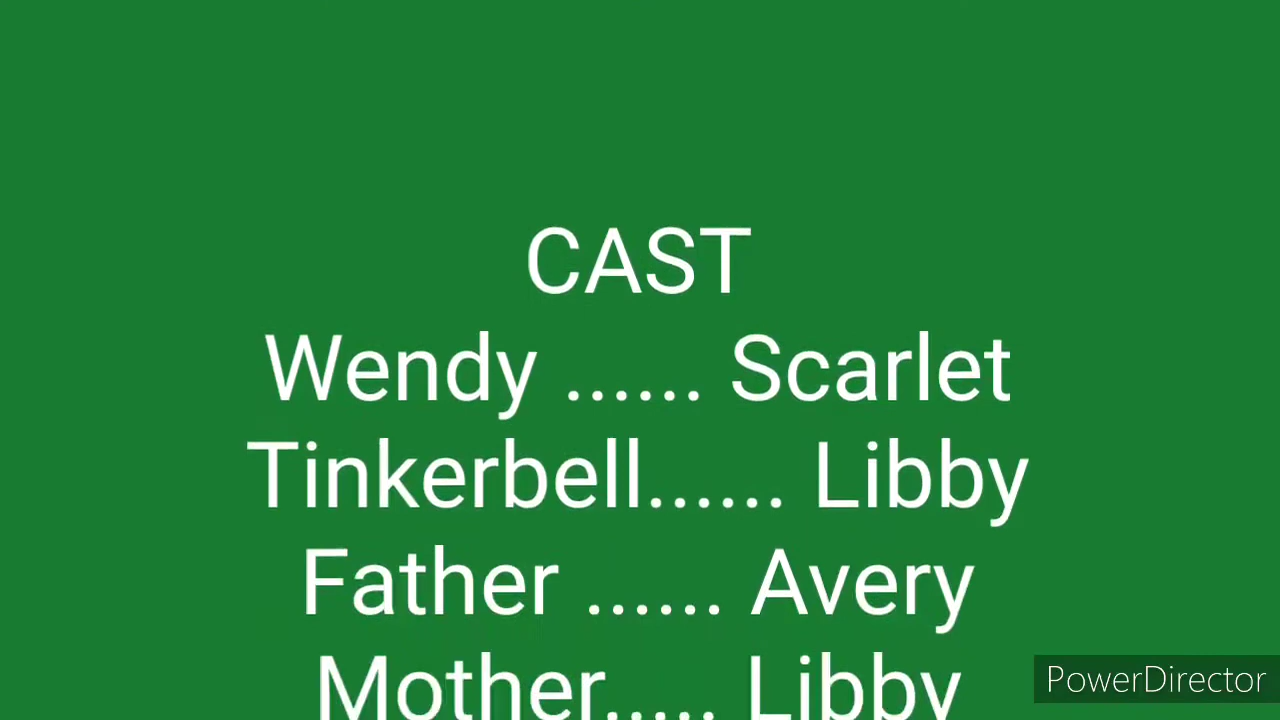 CAST
Wendy ...... Scarlet
Tinkerbell...... Libby
Father ...... Avery
Mother..... Libby
PowerDirector